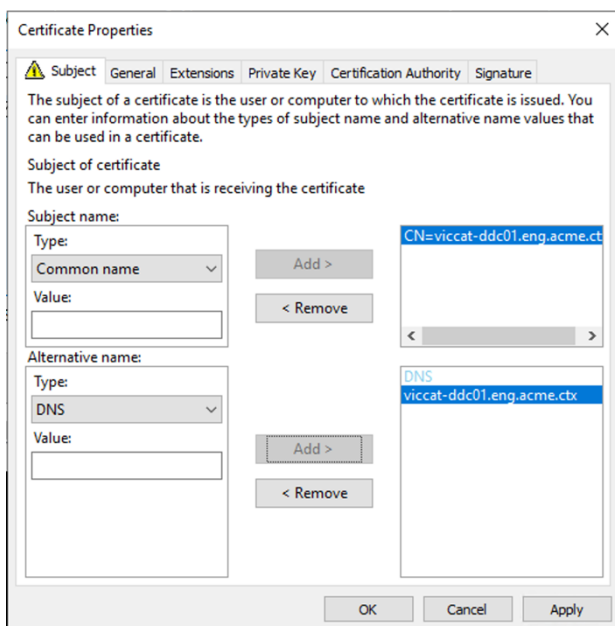 Certificate Properties
Subject General Extensions Private Key Certification Authority Signature
The subject of a certificate is the user or computer to which the certificate is issued. You
can enter information about the types of subject name and alternative name values that
can be used in a certificate.
Subject of certificate
The user or computer that is receiving the certificate
Subject name:
Type:
Common name
Value:
Add >
< Remove
CN=viccat-ddc01.eng.acme.ct
Alternative name:
Type:
DNS
Value:
Add >
< Remove
DNS
viccat-ddc01.eng.acme.ctx
OK Cancel Apply